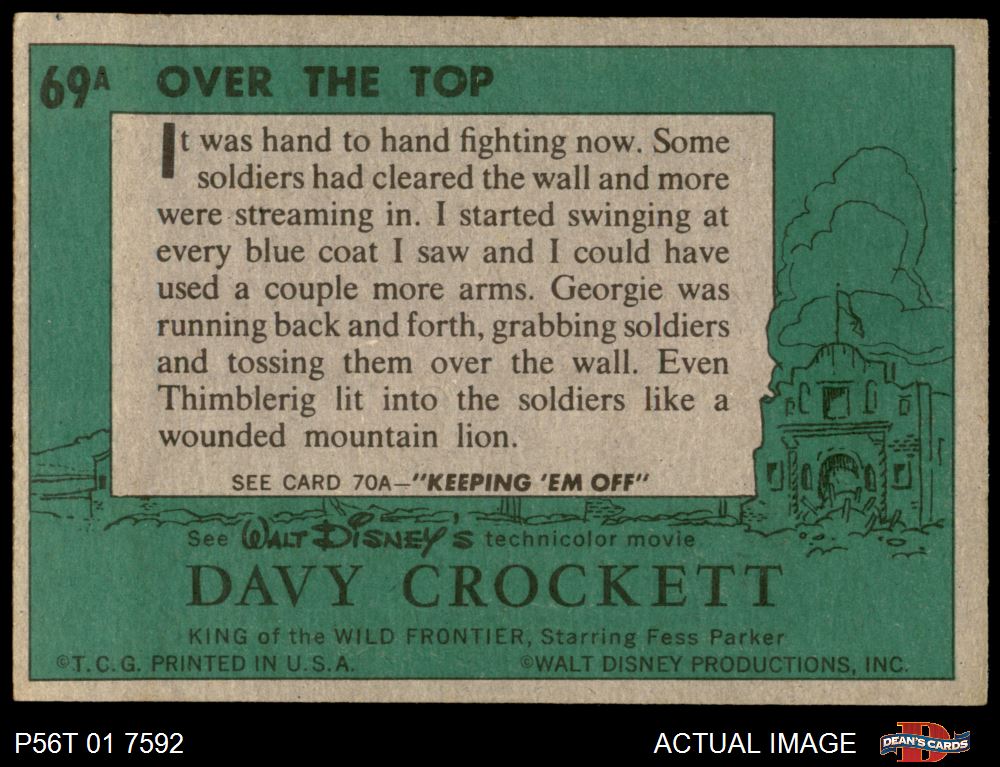 69A OVER THE TOP
It was hand to hand fighting now. Some
soldiers had cleared the wall and more
were streaming in. I started swinging at
every blue coat I saw and I could have
used a couple more arms. Georgie was
running back and forth, grabbing soldiers
and tossing them over the wall. Even
Thimblerig lit into the soldiers like a
wounded mountain lion.
SEE CARD 70A—"KEEPING 'EM OFF"
See WALT DISNEY'S technicolor movie
DAVY CROCKETT
KING of the WILD FRONTIER, Starring Fess Parker
©T.C.G. PRINTED IN U.S.A. ©WALT DISNEY PRODUCTIONS, INC.
P56T 01 7592 ACTUAL IMAGE D DEAN'S CARDS